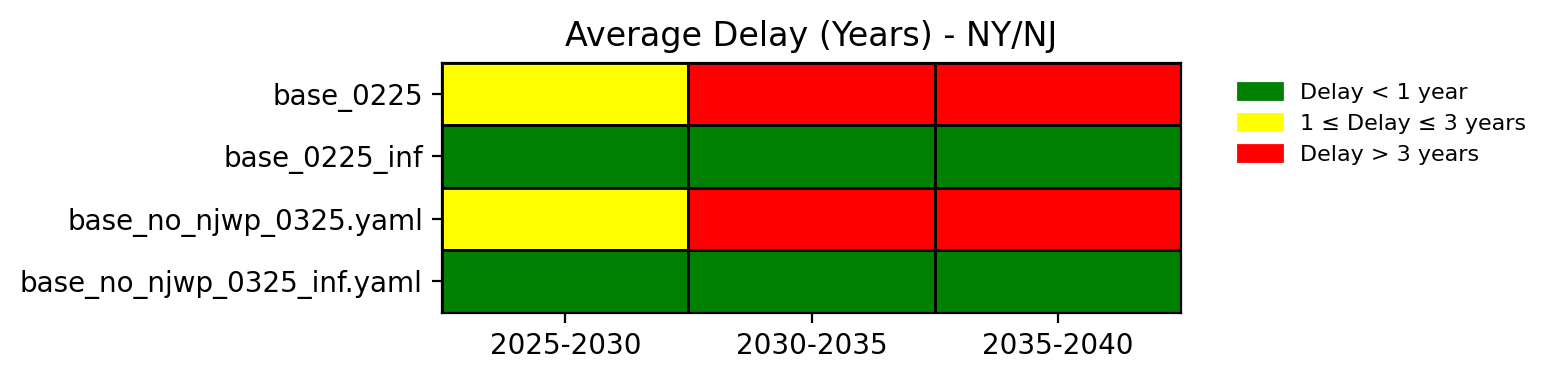 Average Delay (Years) - NY/NJ
base_0225
base_0225_inf
base_no_njwp_0325.yaml
base_no_njwp_0325_inf.yaml
2025-2030 2030-2035 2035-2040
Delay < 1 year
1 ≤ Delay ≤ 3 years
Delay > 3 years